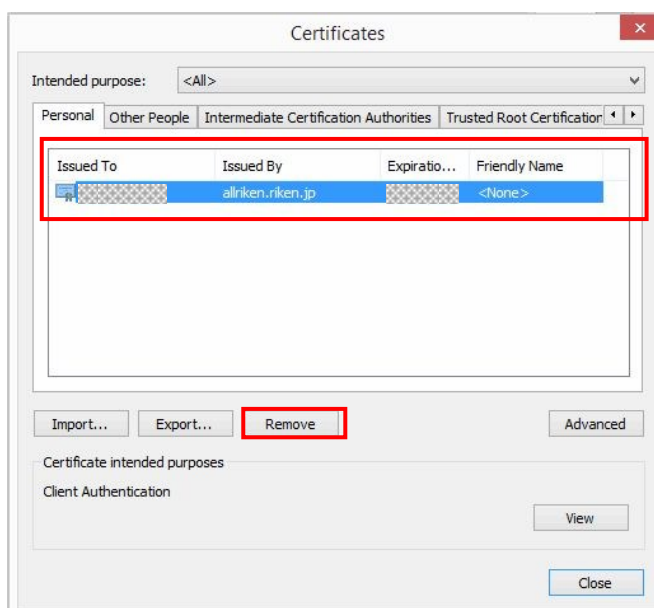 Certificates
Intended purpose: <All>
Personal Other People Intermediate Certification Authorities Trusted Root Certification
Issued To Issued By Expiratio... Friendly Name
allriken.riken.jp <None>
Import... Export... Remove Advanced
Certificate intended purposes
Client Authentication
View
Close